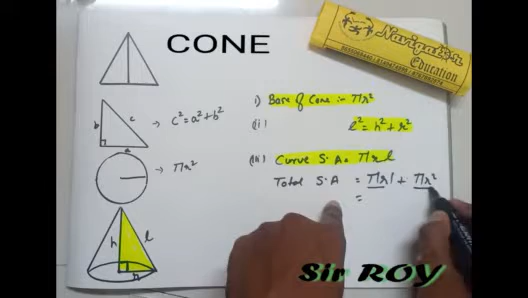 CONE
Navigator
Education
i) Base of Cone :- πr²
c
b
a
→ c² = a² + b²
(ii) l² = h² + r²
(iii) Curve S.A = πrl
→ πr²
Total S.A = πrl + πr²
=
h
l
r
Sir ROY